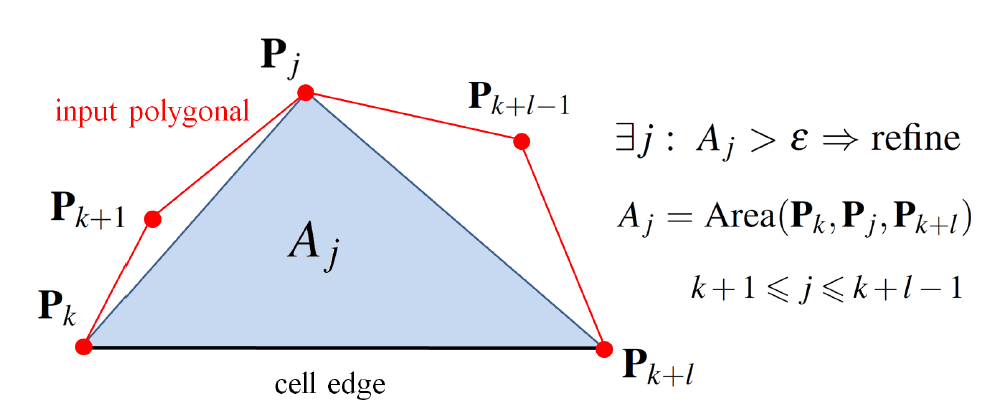 P_j
input polygonal
P_{k+l−1}
∃j : A_j > ε ⇒ refine
P_{k+1}
A_j = Area(P_k, P_j, P_{k+l})
A_j
k+1 ⩽ j ⩽ k+l−1
P_k
P_{k+l}
cell edge